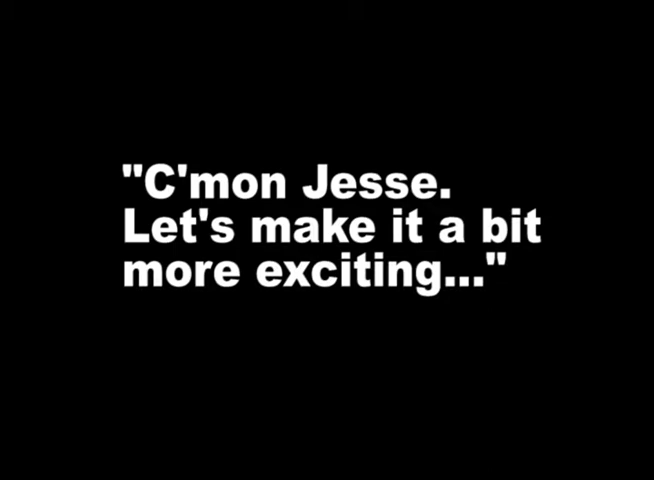 "C'mon Jesse.
Let's make it a bit
more exciting..."